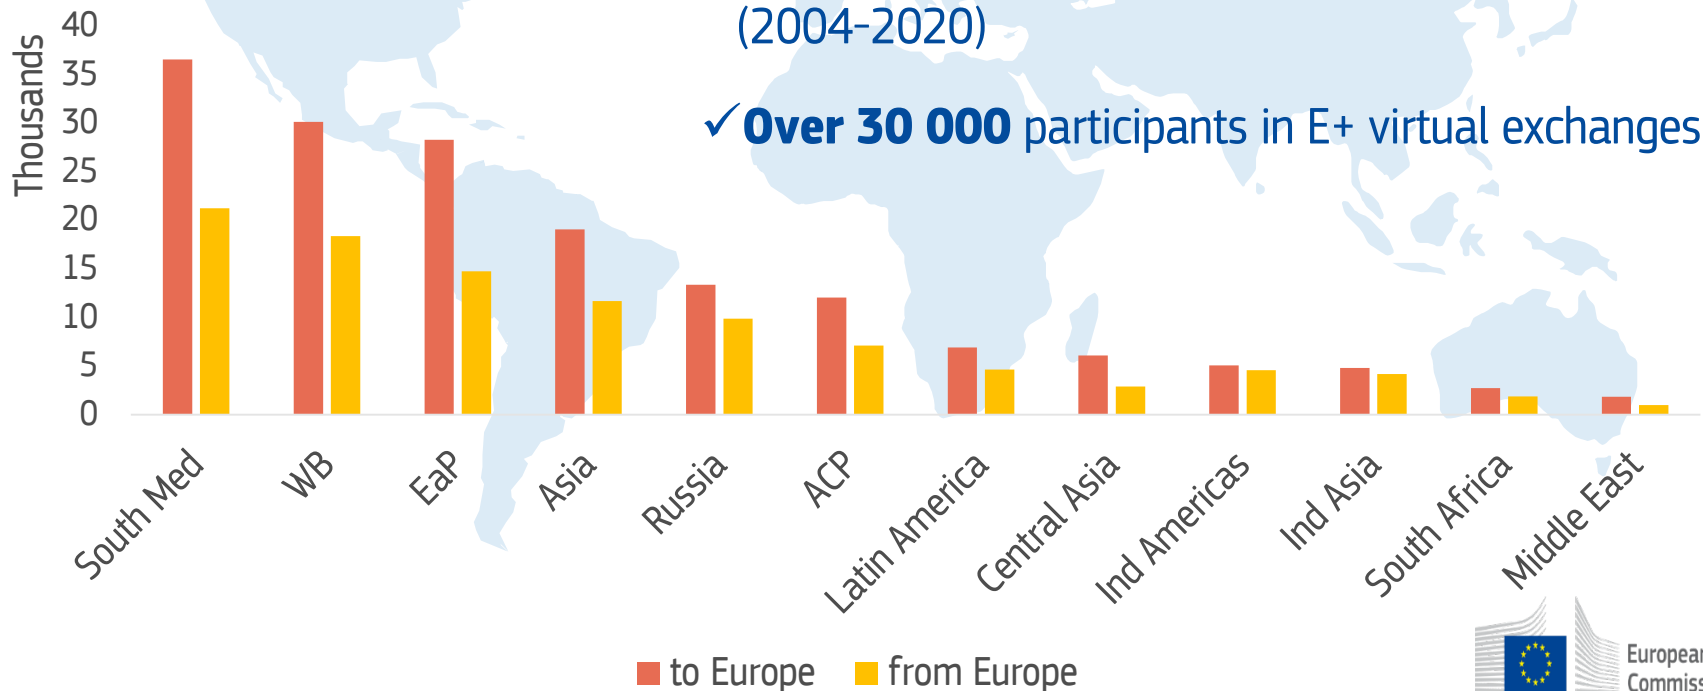 (2004-2020)
✓ Over 30 000 participants in E+ virtual exchanges
Thousands
40
35
30
25
20
15
10
5
0
South Med
WB
EaP
Asia
Russia
ACP
Latin America
Central Asia
Ind Americas
Ind Asia
South Africa
Middle East
to Europe
from Europe